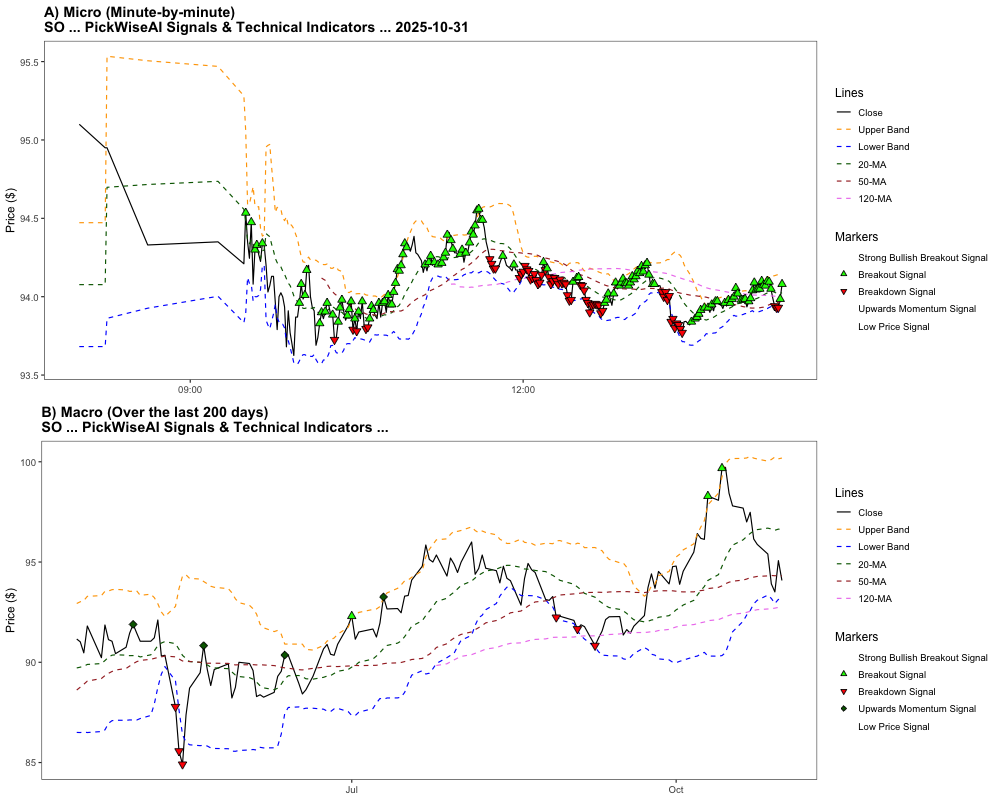 A) Micro (Minute-by-minute)
SO ... PickWiseAI Signals & Technical Indicators ... 2025-10-31
Price ($)
95.5
95.0
94.5
94.0
93.5
09:00
12:00
Lines
Close
Upper Band
Lower Band
20-MA
50-MA
120-MA
Markers
Strong Bullish Breakout Signal
Breakout Signal
Breakdown Signal
Upwards Momentum Signal
Low Price Signal
B) Macro (Over the last 200 days)
SO ... PickWiseAI Signals & Technical Indicators ...
Price ($)
100
95
90
85
Jul
Oct
Lines
Close
Upper Band
Lower Band
20-MA
50-MA
120-MA
Markers
Strong Bullish Breakout Signal
Breakout Signal
Breakdown Signal
Upwards Momentum Signal
Low Price Signal